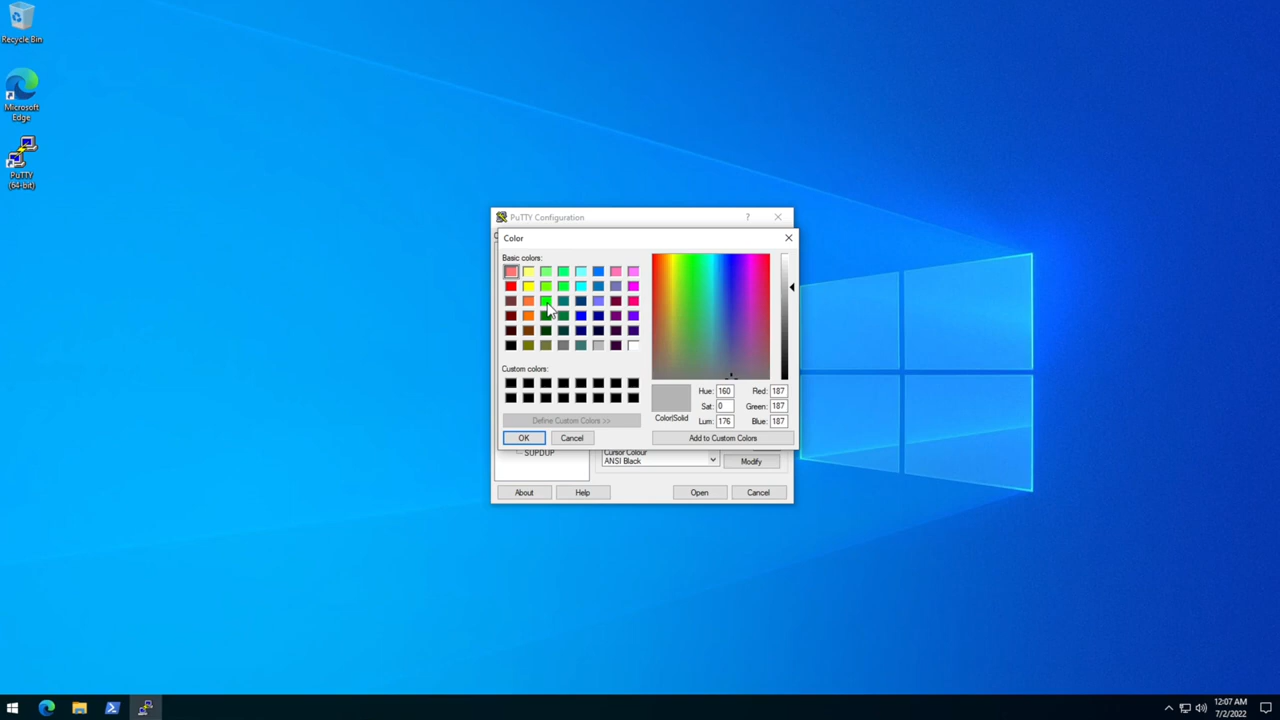 Recycle Bin
Microsoft
Edge
PuTTY
(64-bit)
PuTTY Configuration
?
Color
Basic colors:
Custom colors:
Define Custom Colors >>
OK
Cancel
Hue: 160
Red: 187
Sat: 0
Green: 187
Color|Solid
Lum: 176
Blue: 187
Add to Custom Colors
SUPDUP
Cursor Colour
ANSI Black
Modify
About
Help
Open
Cancel
12:07 AM
7/2/2022